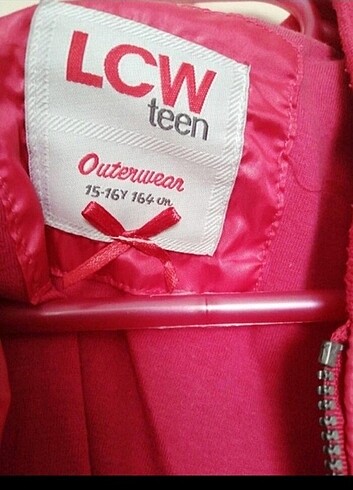 LCW
teen
Outerwear
15-16Y 164 cm